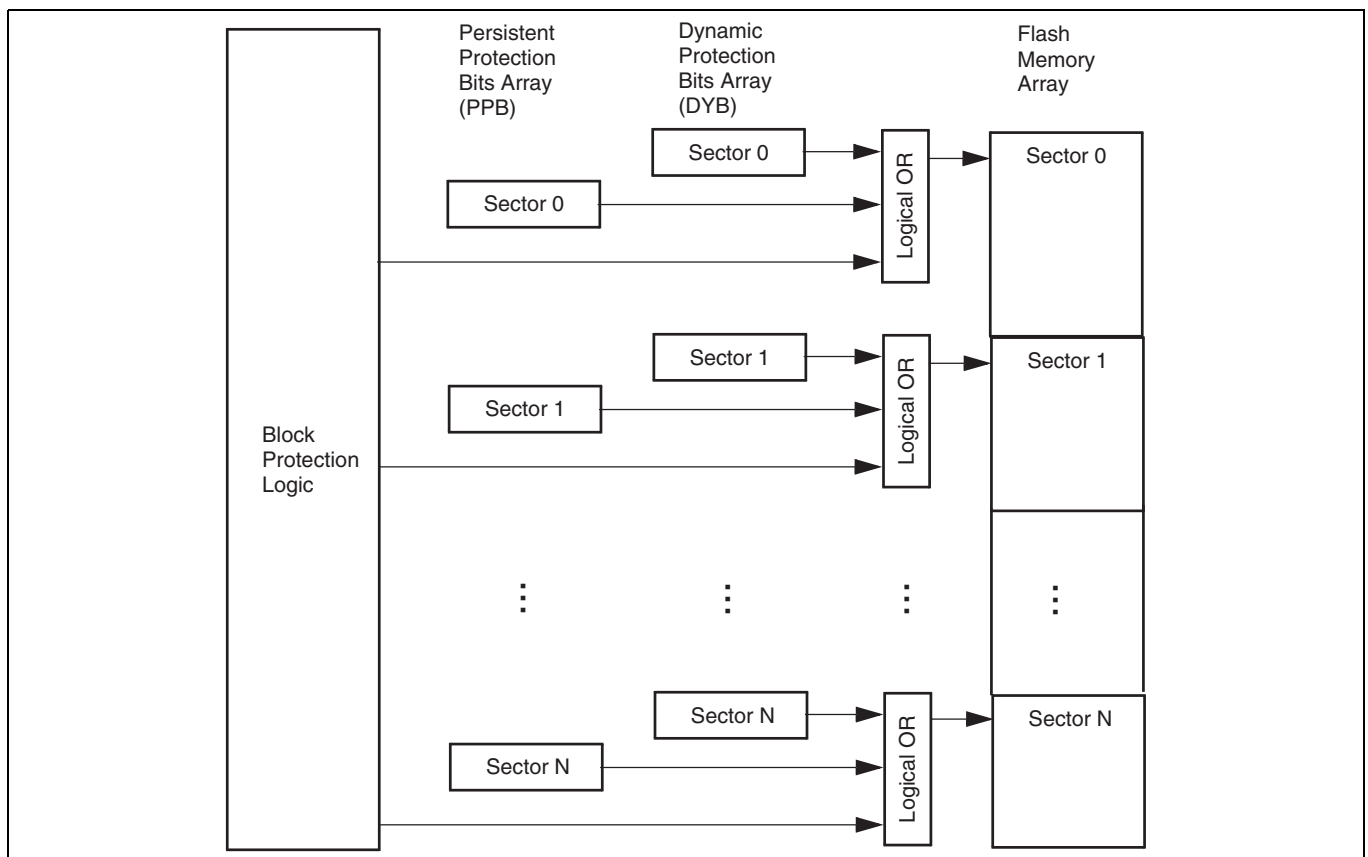 Persistent
Protection
Bits Array
(PPB)
Dynamic
Protection
Bits Array
(DYB)
Flash
Memory
Array
Block
Protection
Logic
Sector 0
Sector 0
Logical OR
Sector 0
Sector 1
Sector 1
Logical OR
Sector 1
...
...
...
...
Sector N
Sector N
Logical OR
Sector N